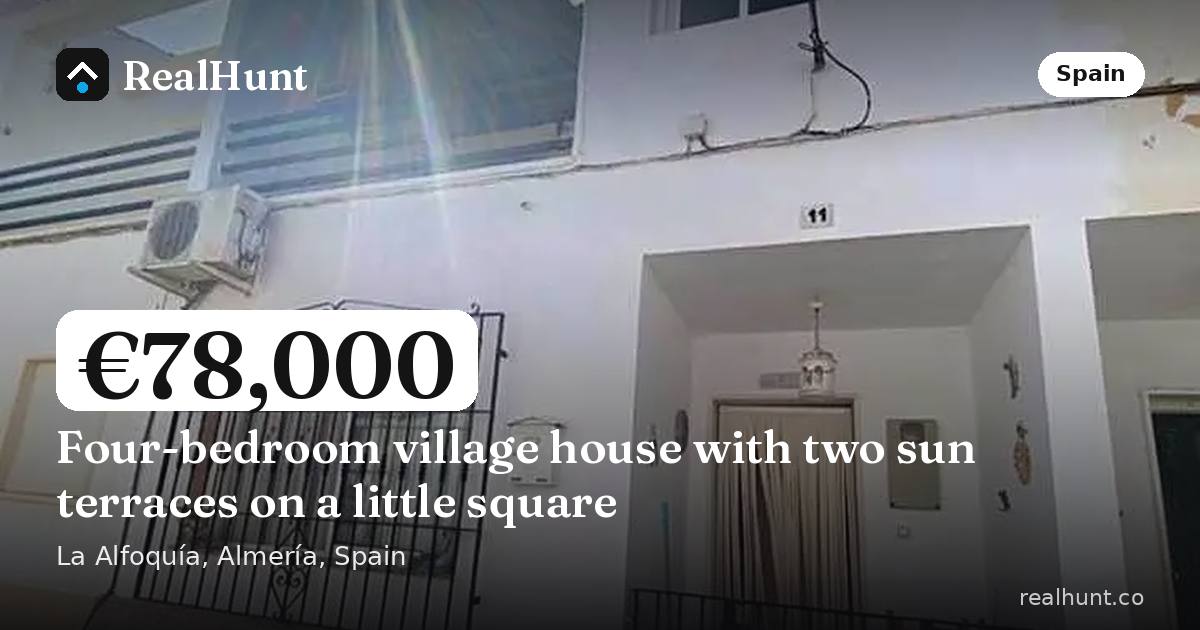 RealHunt
Spain
11
€78,000
Four-bedroom village house with two sun
terraces on a little square
La Alfoquía, Almería, Spain
realhunt.co